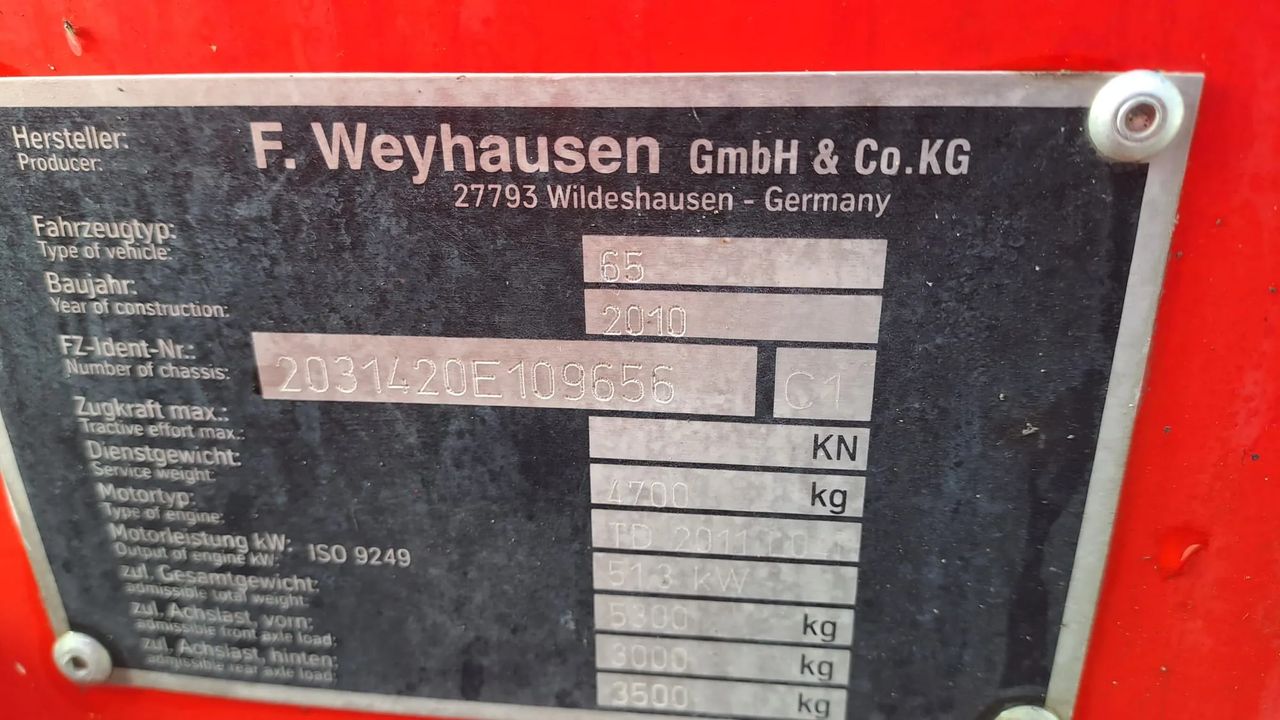 Hersteller:
Producer:
F. Weyhausen GmbH & Co.KG
27793 Wildeshausen - Germany
Fahrzeugtyp:
Type of vehicle:
65
Baujahr:
Year of construction:
2010
FZ-Ident-Nr.:
Number of chassis:
2031420E109656 C1
Zugkraft max.:
Tractive effort max.:
KN
Dienstgewicht:
Service weight:
4700 kg
Motortyp:
Type of engine:
TD 2011
Motorleistung kW: ISO 9249
Output of engine kW:
51,3 kW
zul. Gesamtgewicht:
admissible total weight:
5300 kg
zul. Achslast, vorn:
admissible front axle load:
3000 kg
zul. Achslast, hinten:
admissible rear axle load:
3500 kg